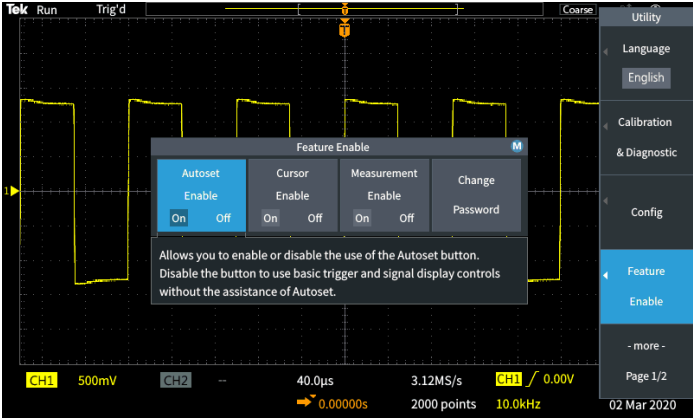 Tek Run Trig'd Coarse
Utility
Language
English
Calibration
& Diagnostic
Config
Feature
Enable
- more -
Page 1/2
T
1
Feature Enable M
Autoset
Enable
On Off
Cursor
Enable
On Off
Measurement
Enable
On Off
Change
Password
Allows you to enable or disable the use of the Autoset button.
Disable the button to use basic trigger and signal display controls
without the assistance of Autoset.
CH1 500mV CH2 -- 40.0µs 3.12MS/s CH1 0.00V
0.00000s 2000 points 10.0kHz 02 Mar 2020